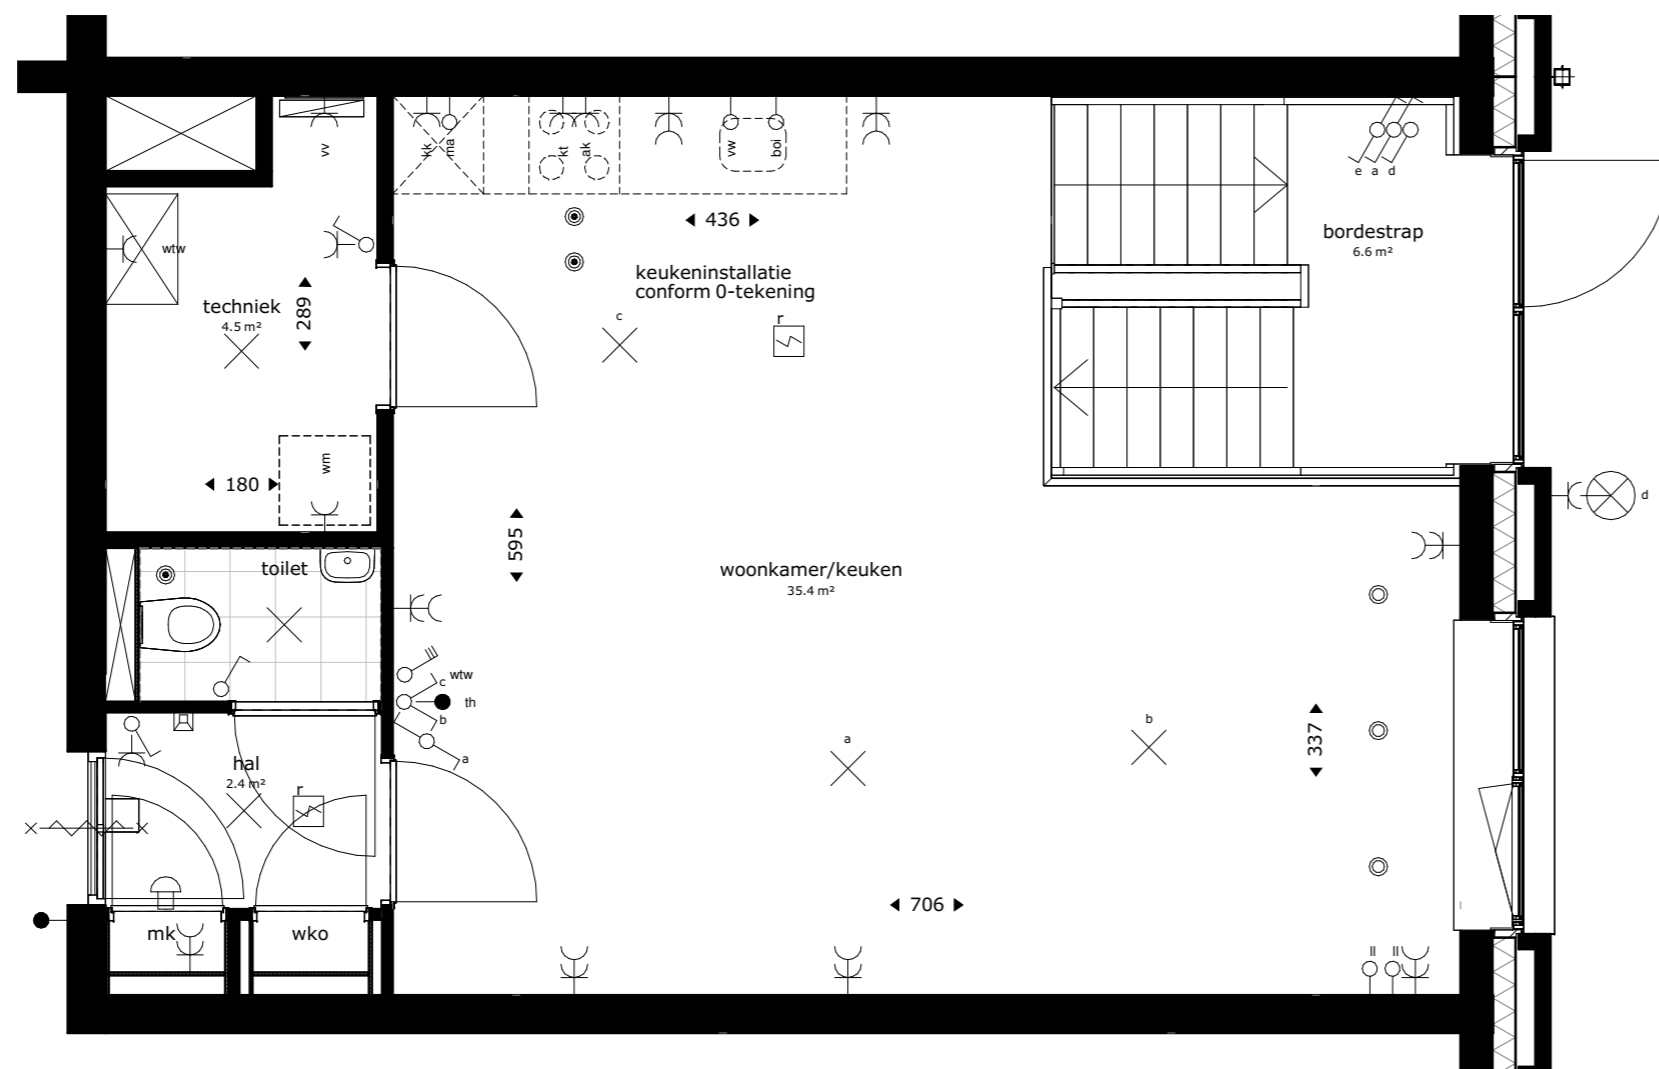 vv
kk
ma
kt
ak
vw
boi
e a d
436
bordestrap
6.6 m²
wtw
keukeninstallatie
conform 0-tekening
techniek
4.5 m²
289
c
r
wm
180
d
595
toilet
woonkamer/keuken
35.4 m²
wtw
c
th
b
a
a
b
337
hal
2.4 m²
r
706
mk
wko